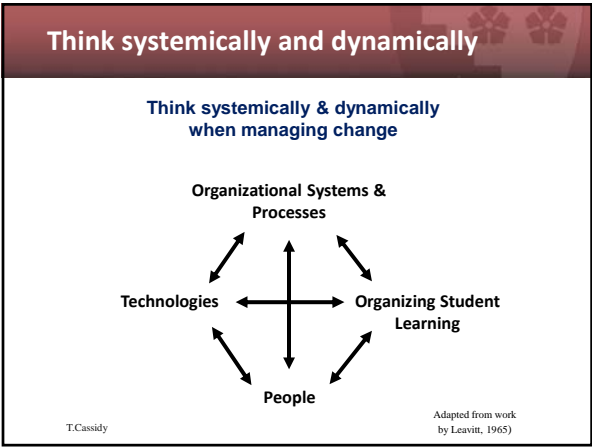 Think systemically and dynamically
Think systemically & dynamically
when managing change
Organizational Systems &
Processes
Technologies
Organizing Student
Learning
People
T.Cassidy
Adapted from work
by Leavitt, 1965)